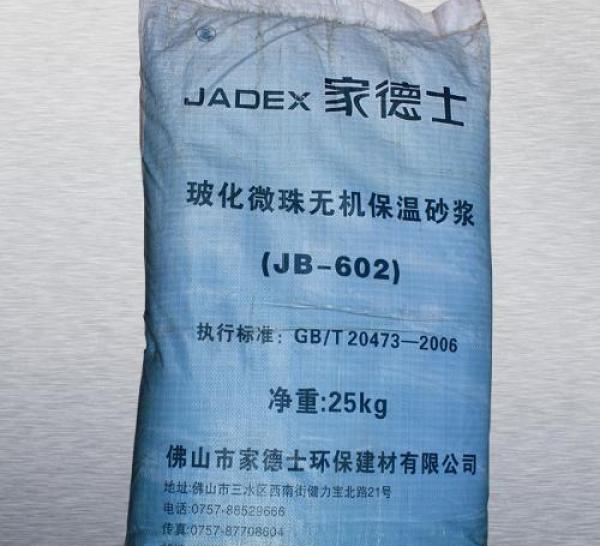 JADEX 家德士
玻化微珠无机保温砂浆
(JB-602)
执行标准: GB/T 20473—2006
净重:25kg
佛山市家德士环保建材有限公司
地址:佛山市三水区西南街健力宝北路21号
电话:0757-88529666
传真:0757-87708604